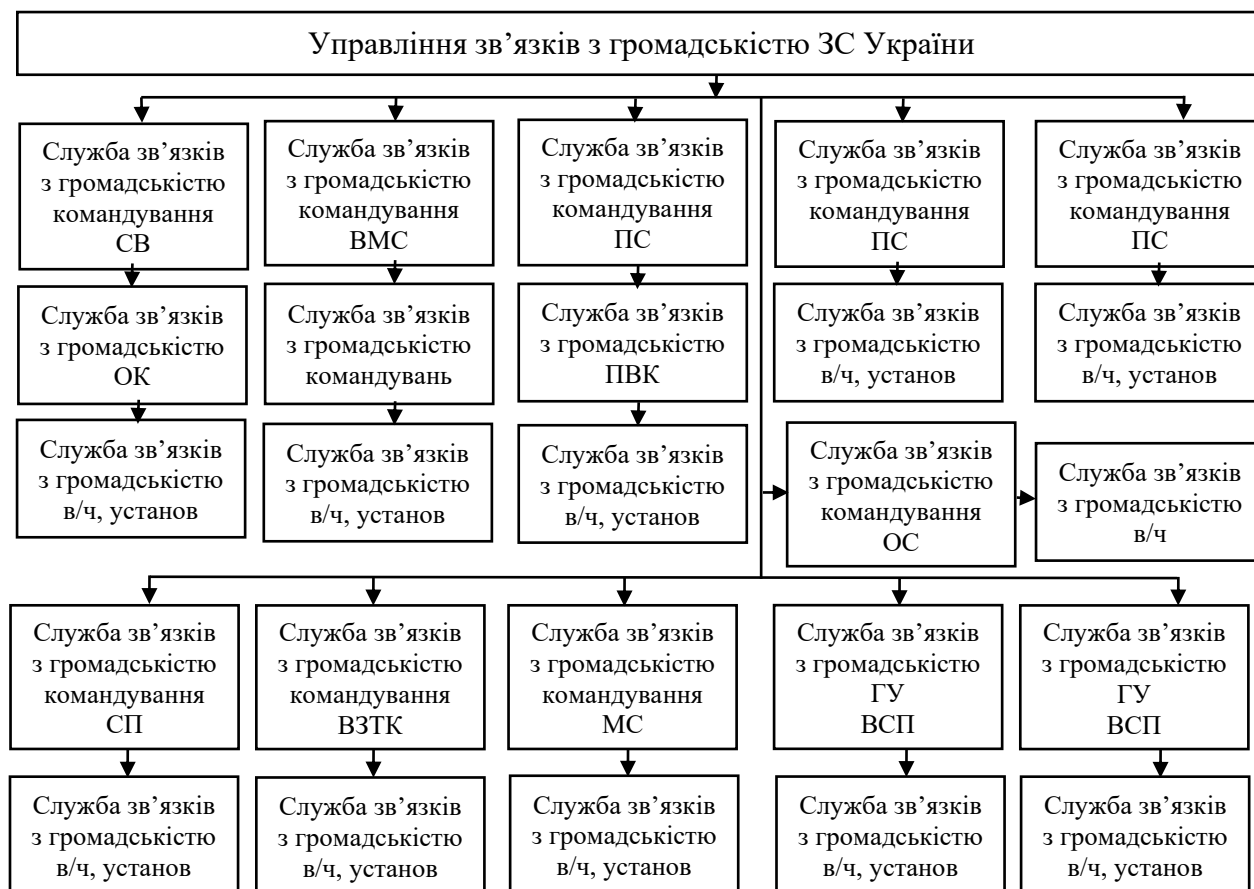 Управління зв’язків з громадськістю ЗС України
Служба зв’язків
з громадськістю
командування
СВ
Служба зв’язків
з громадськістю
командування
ВМС
Служба зв’язків
з громадськістю
командування
ПС
Служба зв’язків
з громадськістю
командування
ПС
Служба зв’язків
з громадськістю
командування
ПС
Служба зв’язків
з громадськістю
ОК
Служба зв’язків
з громадськістю
командувань
Служба зв’язків
з громадськістю
ПВК
Служба зв’язків
з громадськістю
в/ч, установ
Служба зв’язків
з громадськістю
в/ч, установ
Служба зв’язків
з громадськістю
в/ч, установ
Служба зв’язків
з громадськістю
в/ч, установ
Служба зв’язків
з громадськістю
в/ч, установ
Служба зв’язків
з громадськістю
командування
ОС
Служба зв’язків
з громадськістю
в/ч
Служба зв’язків
з громадськістю
командування
СП
Служба зв’язків
з громадськістю
командування
ВЗТК
Служба зв’язків
з громадськістю
командування
МС
Служба зв’язків
з громадськістю
ГУ
ВСП
Служба зв’язків
з громадськістю
ГУ
ВСП
Служба зв’язків
з громадськістю
в/ч, установ
Служба зв’язків
з громадськістю
в/ч, установ
Служба зв’язків
з громадськістю
в/ч, установ
Служба зв’язків
з громадськістю
в/ч, установ
Служба зв’язків
з громадськістю
в/ч, установ